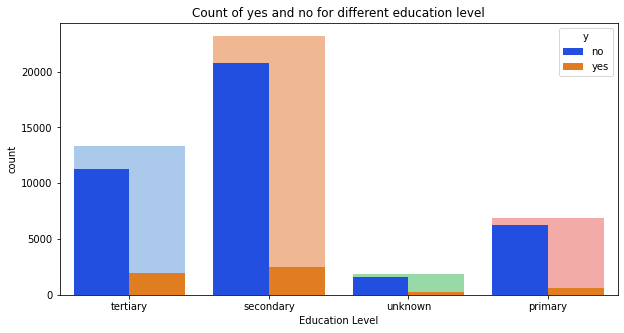 Count of yes and no for different education level
y
no
yes
20000
15000
10000
5000
0
count
tertiary
secondary
unknown
primary
Education Level